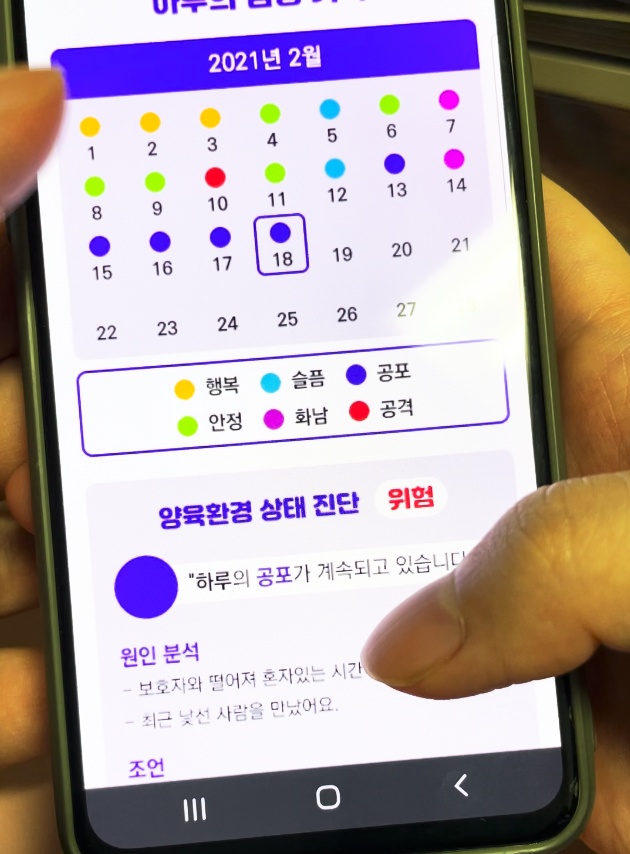 하루의
2021년 2월
1 2 3 4 5 6 7
8 9 10 11 12 13 14
15 16 17 18 19 20 21
22 23 24 25 26 27
행복 슬픔 공포
안정 화남 공격
양육환경 상태 진단 위험
"하루의 공포가 계속되고 있습니다
원인 분석
- 보호자와 떨어져 혼자있는 시간
- 최근 낯선 사람을 만났어요.
조언